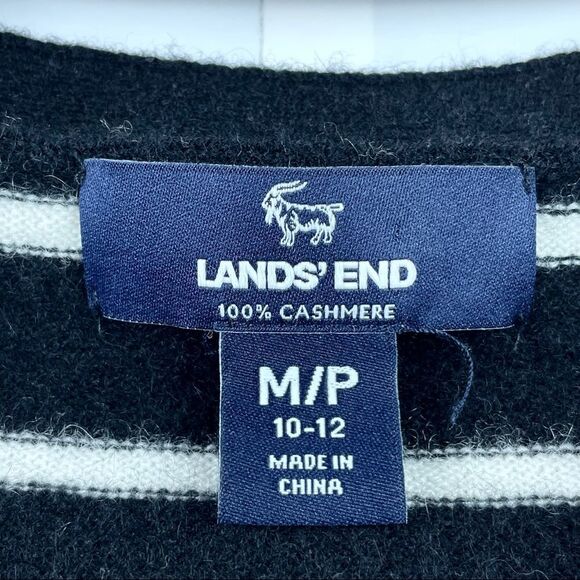 LANDS' END
100% CASHMERE
M/P
10-12
MADE IN
CHINA